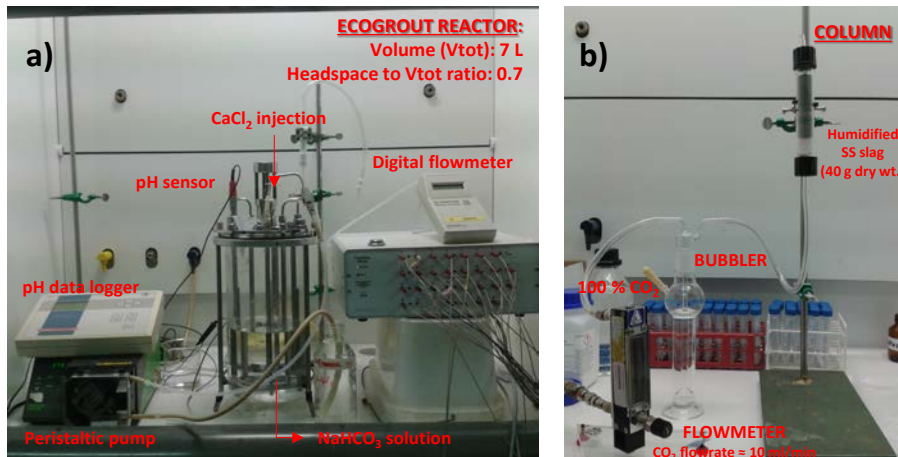 a)
ECOGROUT REACTOR:
Volume (Vtot): 7 L
Headspace to Vtot ratio: 0.7
CaCl₂ injection
pH sensor
Digital flowmeter
pH data logger
Peristaltic pump
NaHCO₃ solution
b)
COLUMN
Humidified
SS slag
(40 g dry wt.
BUBBLER
100 % CO₂
FLOWMETER
CO₂ flowrate ≈ 10 ml/min